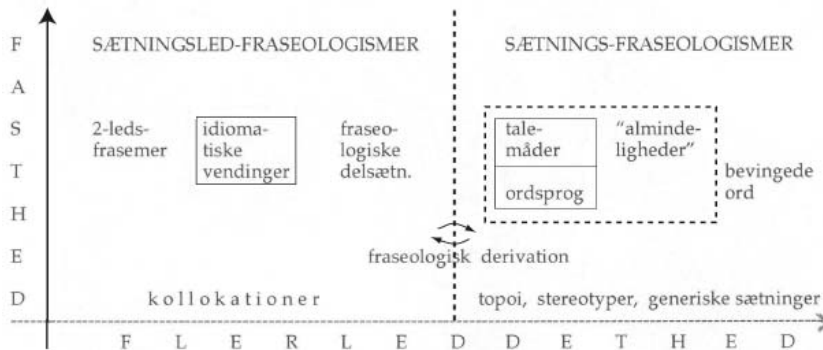 SÆTNINGSLED-FRASEOLOGISMER
SÆTNINGS-FRASEOLOGISMER
F
A
S
T
H
E
D
2-leds-
frasemer
idioma-
tiske
vendinger
fraseo-
logiske
delsætn.
tale-
måder
ordsprog
"alminde-
ligheder"
bevingede
ord
fraseologisk derivation
kollokationer
topoi, stereotyper, generiske sætninger
F L E R L E D D E T H E D